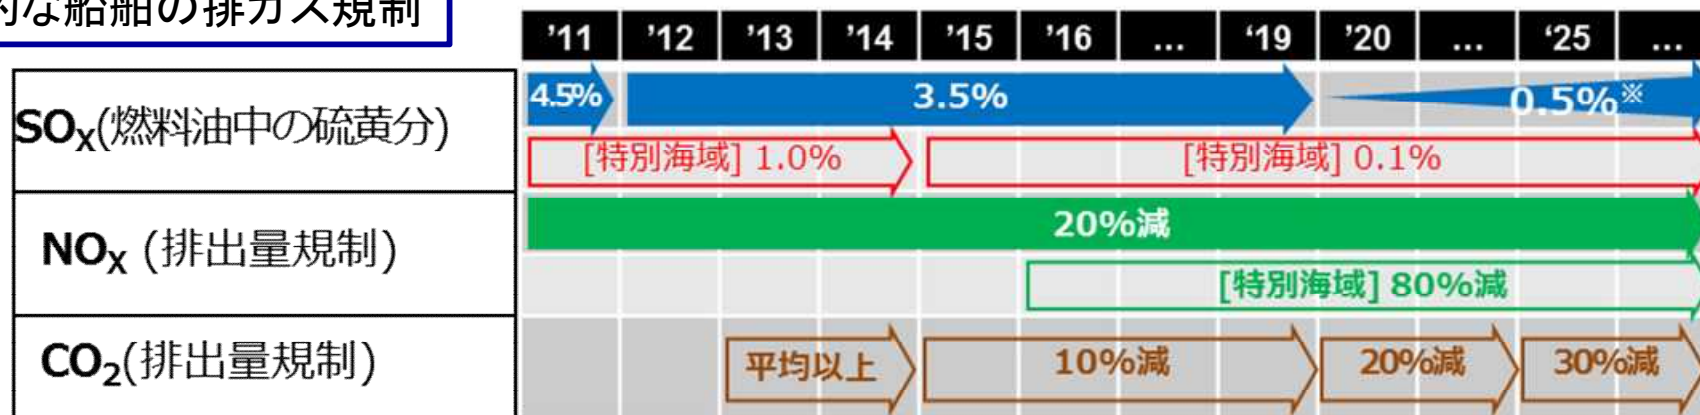 的な船舶の排ガス規制
’11 ’12 ’13 ’14 ’15 ’16 ... ‘19 ’20 ... ‘25 ...
SOX(燃料油中の硫黄分)
4.5% 3.5% 0.5%※
[特別海域] 1.0% [特別海域] 0.1%
NOX (排出量規制)
20%減
[特別海域] 80%減
CO2(排出量規制)
平均以上 10%減 20%減 30%減